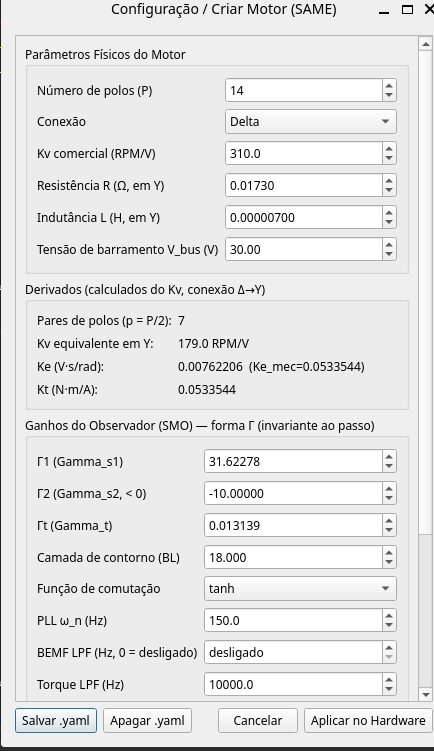 Configuração / Criar Motor (SAME)
Parâmetros Físicos do Motor
Número de polos (P) 14
Conexão Delta
Kv comercial (RPM/V) 310.0
Resistência R (Ω, em Y) 0.01730
Indutância L (H, em Y) 0.00000700
Tensão de barramento V_bus (V) 30.00
Derivados (calculados do Kv, conexão Δ→Y)
Pares de polos (p = P/2): 7
Kv equivalente em Y: 179.0 RPM/V
Ke (V·s/rad): 0.00762206 (Ke_mec=0.0533544)
Kt (N·m/A): 0.0533544
Ganhos do Observador (SMO) — forma Γ (invariante ao passo)
Γ1 (Gamma_s1) 31.62278
Γ2 (Gamma_s2, < 0) -10.00000
Γt (Gamma_t) 0.013139
Camada de contorno (BL) 18.000
Função de comutação tanh
PLL ω_n (Hz) 150.0
BEMF LPF (Hz, 0 = desligado) desligado
Torque LPF (Hz) 10000.0
Salvar .yaml Apagar .yaml Cancelar Aplicar no Hardware